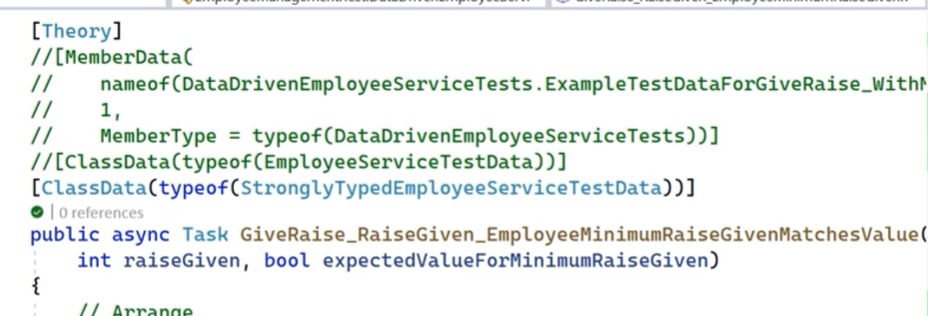 [Theory]
//[MemberData(
//    nameof(DataDrivenEmployeeServiceTests.ExampleTestDataForGiveRaise_With
//    1,
//    MemberType = typeof(DataDrivenEmployeeServiceTests))]
//[ClassData(typeof(EmployeeServiceTestData))]
[ClassData(typeof(StronglyTypedEmployeeServiceTestData))]
| 0 references
public async Task GiveRaise_RaiseGiven_EmployeeMinimumRaiseGivenMatchesValue(
    int raiseGiven, bool expectedValueForMinimumRaiseGiven)
{
    // Arrange